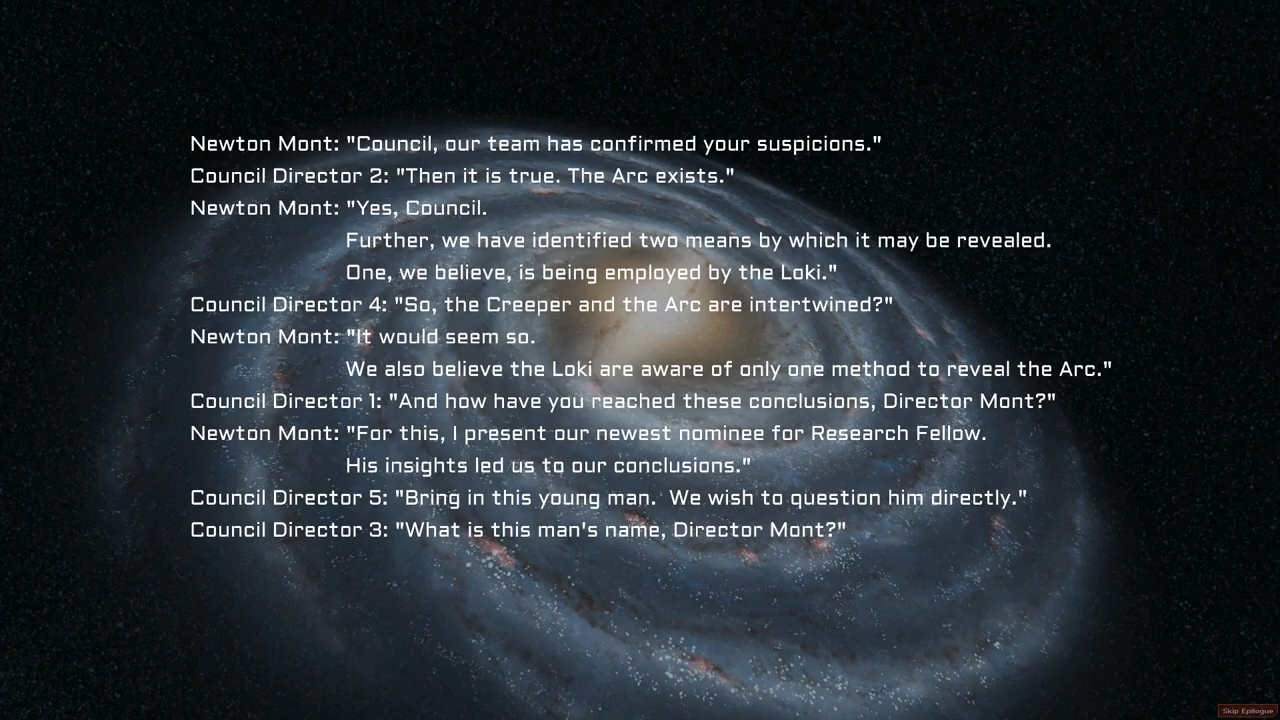 Newton Mont: "Council, our team has confirmed your suspicions."
Council Director 2: "Then it is true. The Arc exists."
Newton Mont: "Yes, Council.
Further, we have identified two means by which it may be revealed.
One, we believe, is being employed by the Loki."
Council Director 4: "So, the Creeper and the Arc are intertwined?"
Newton Mont: "It would seem so.
We also believe the Loki are aware of only one method to reveal the Arc."
Council Director 1: "And how have you reached these conclusions, Director Mont?"
Newton Mont: "For this, I present our newest nominee for Research Fellow.
His insights led us to our conclusions."
Council Director 5: "Bring in this young man.  We wish to question him directly."
Council Director 3: "What is this man's name, Director Mont?"
Skip Epilogue